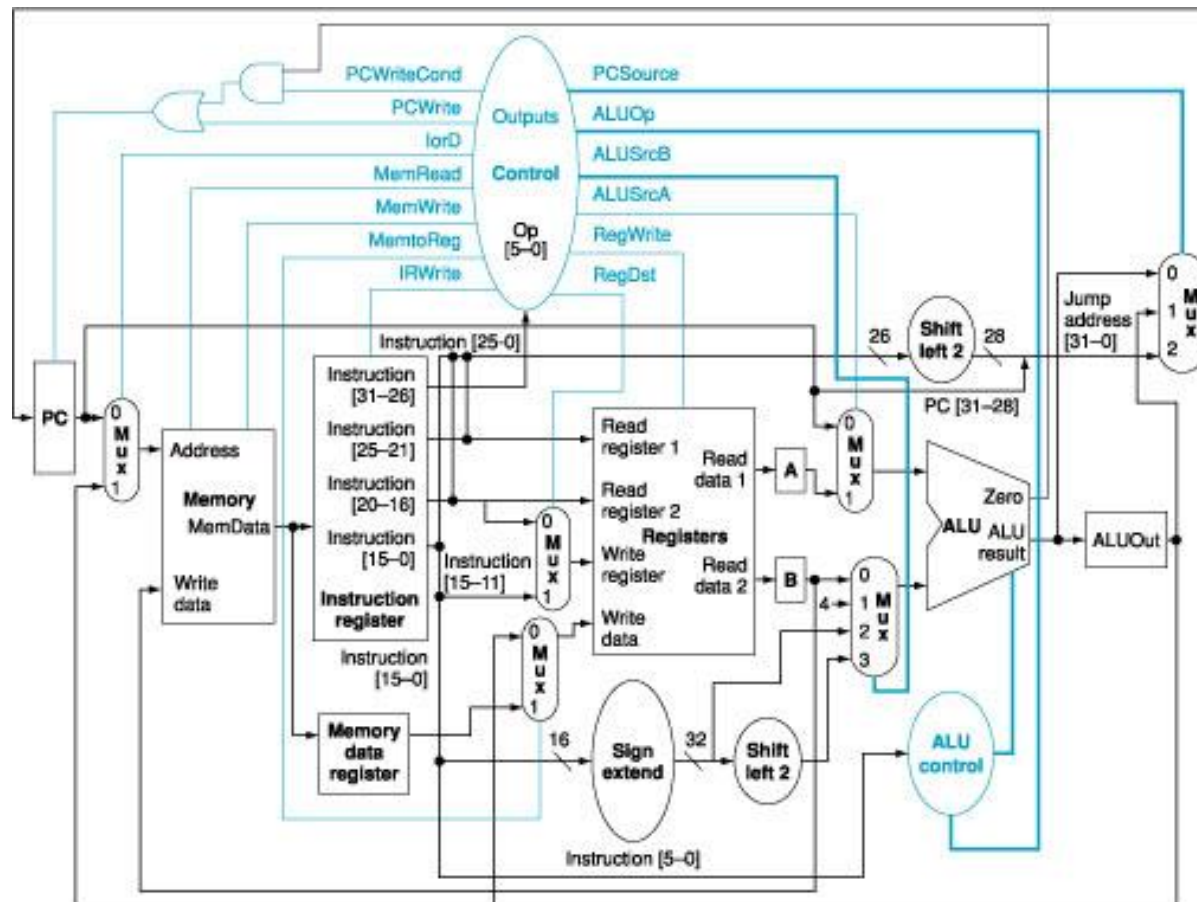 PCWriteCond
PCWrite
IorD
MemRead
MemWrite
MemtoReg
IRWrite
Outputs
Control
Op
[5–0]
PCSource
ALUOp
ALUSrcB
ALUSrcA
RegWrite
RegDst
PC
0
M
u
x
1
Address
Memory
MemData
Write
data
Instruction [25-0]
Instruction
[31–26]
Instruction
[25–21]
Instruction
[20–16]
Instruction
[15–0]
Instruction
register
Instruction
[15–0]
Memory
data
register
Instruction
[15–11]
0
M
u
x
1
0
M
u
x
1
Read
register 1
Read
register 2
Registers
Write
register
Write
data
Read
data 1
Read
data 2
A
B
16
Sign
extend
32
Shift
left 2
Instruction [5–0]
26
Shift
left 2
28
PC [31–28]
Jump
address
[31–0]
0
M
u
x
1
2
0
M
u
x
1
4
0
1
2
3
M
u
x
Zero
ALU
ALU
result
ALUOut
ALU
control